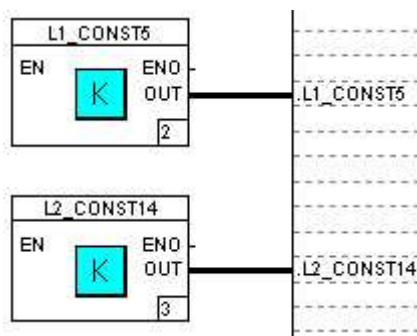 L1_CONST5
EN ENO
K OUT .L1_CONST5
2
L2_CONST14
EN ENO
K OUT .L2_CONST14
3